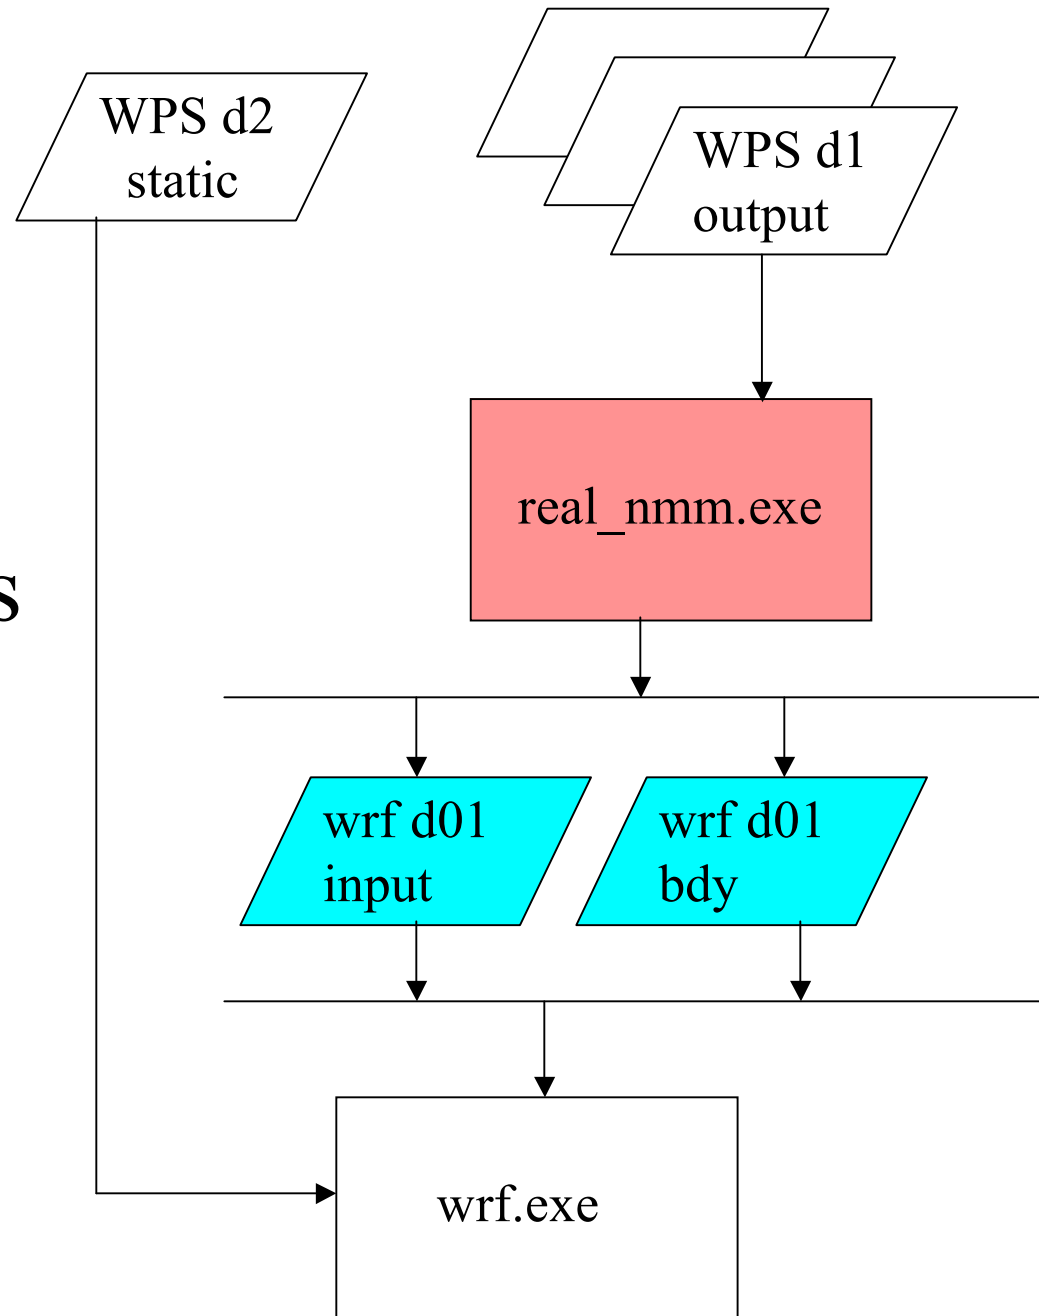 WPS d2
static
WPS d1
output
real_nmm.exe
s
wrf d01
input
wrf d01
bdy
wrf.exe